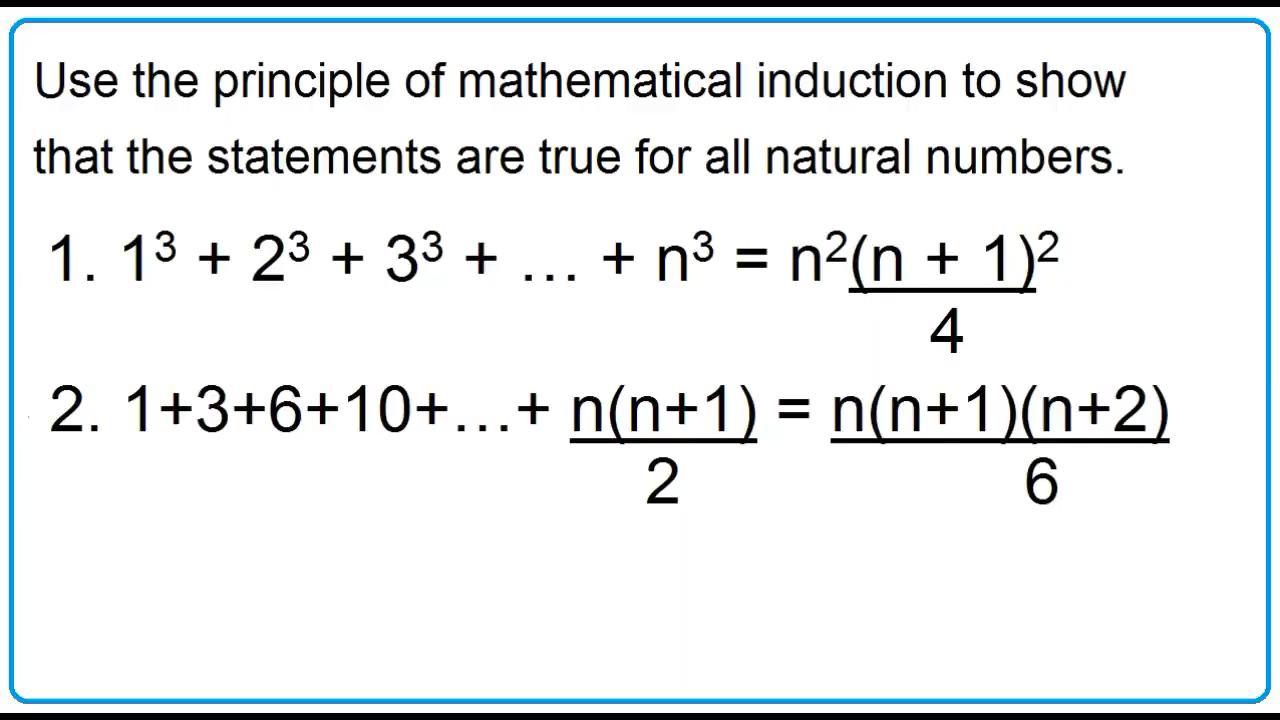 Use the principle of mathematical induction to show
that the statements are true for all natural numbers.
1. 1³ + 2³ + 3³ + … + n³ = n²(n + 1)²
4
2. 1+3+6+10+…+ n(n+1) = n(n+1)(n+2)
2 6